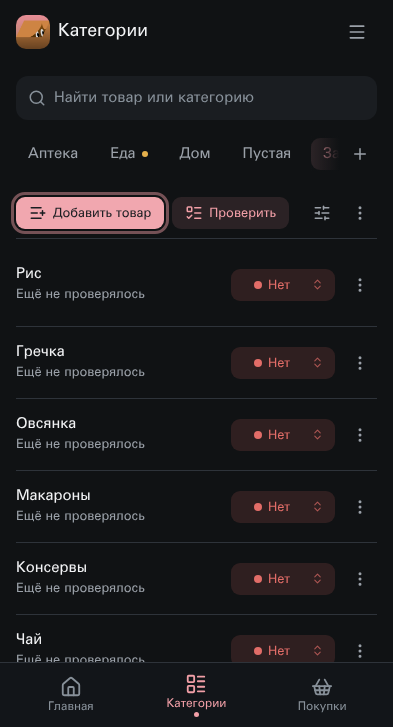 Категории
Найти товар или категорию
Аптека Еда Дом Пустая
Добавить товар Проверить
Рис
Ещё не проверялось
Нет
Гречка
Ещё не проверялось
Нет
Овсянка
Ещё не проверялось
Нет
Макароны
Ещё не проверялось
Нет
Консервы
Ещё не проверялось
Нет
Чай
Ещё не проверялось
Нет
Главная Категории Покупки